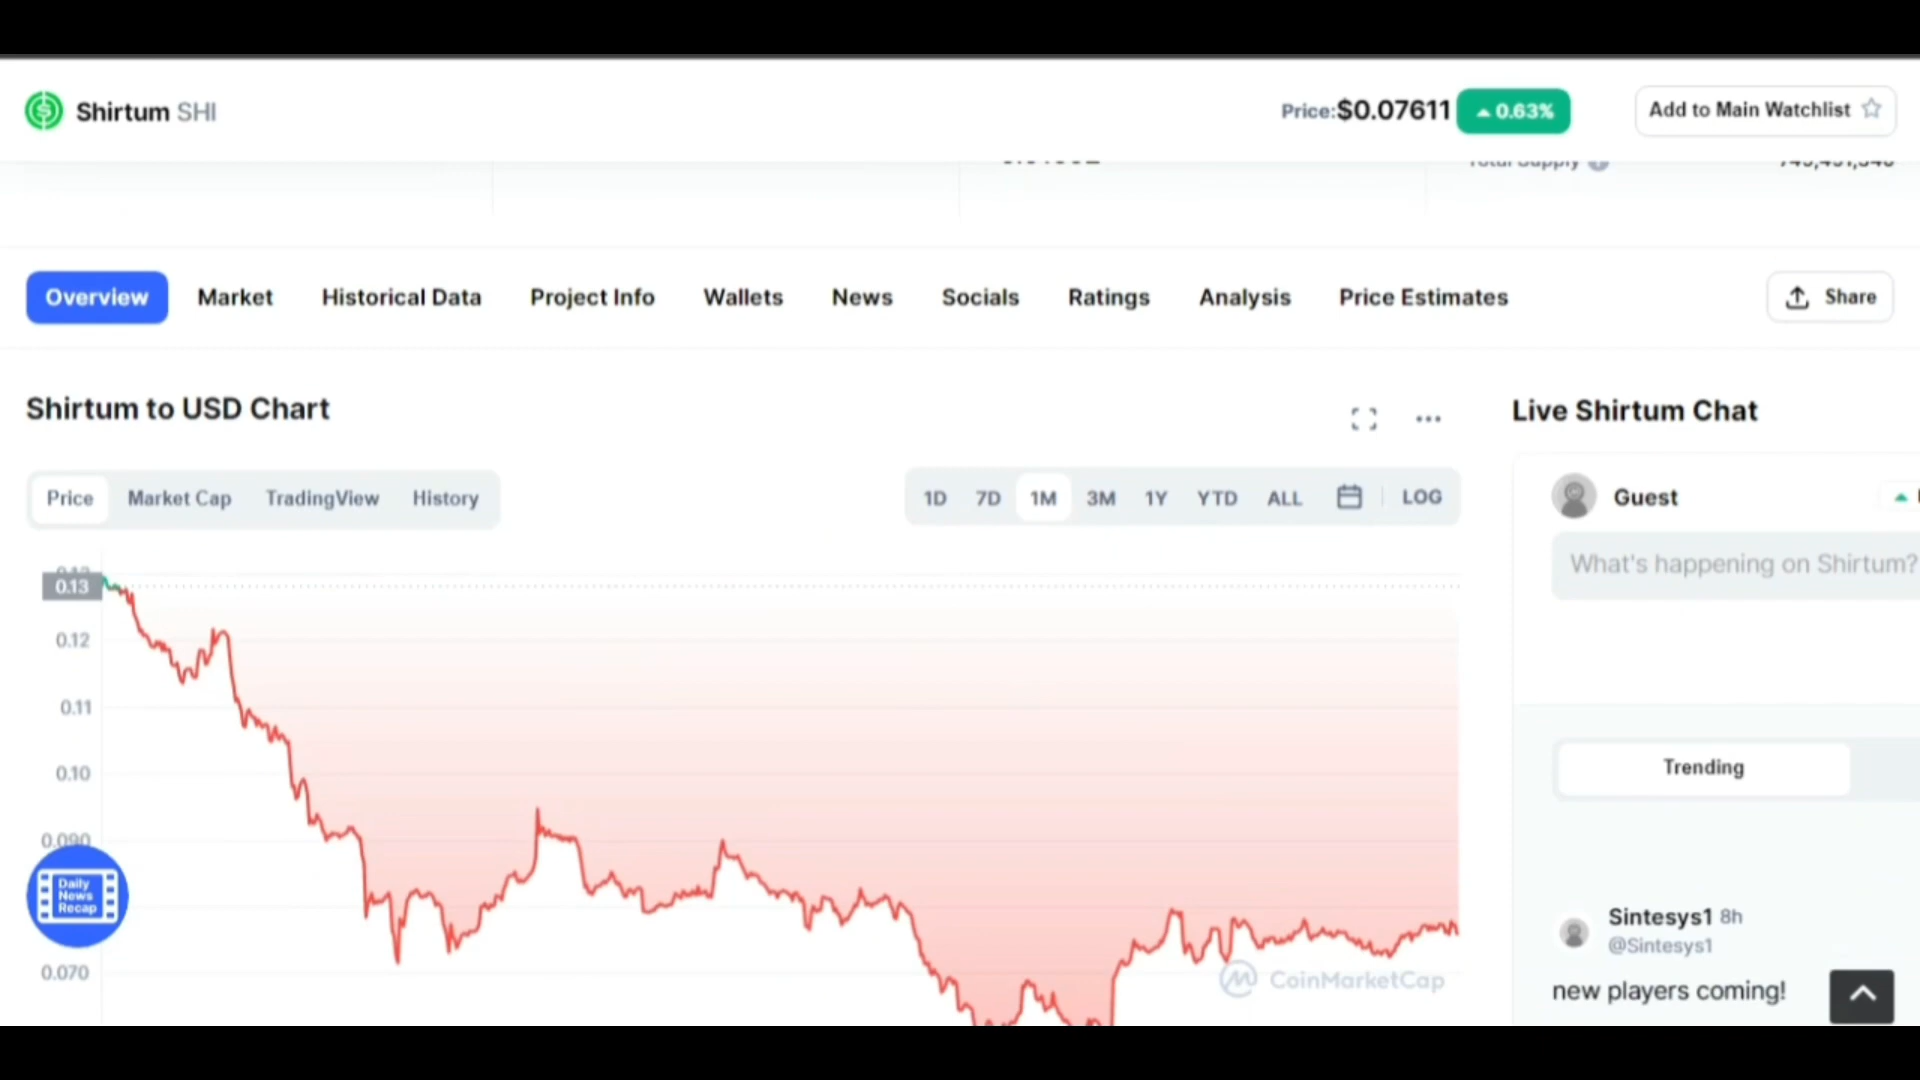 Shirtum SHI
Price:$0.07611
0.63%
Add to Main Watchlist
Total Supply
Overview
Market
Historical Data
Project Info
Wallets
News
Socials
Ratings
Analysis
Price Estimates
Share
Shirtum to USD Chart
Price
Market Cap
TradingView
History
1D
7D
1M
3M
1Y
YTD
ALL
LOG
0.13
0.12
0.11
0.10
0.090
0.070
Daily
News
Recap
CoinMarketCap
Live Shirtum Chat
Guest
What's happening on Shirtum?
Trending
Sintesys1 8h
@Sintesys1
new players coming!